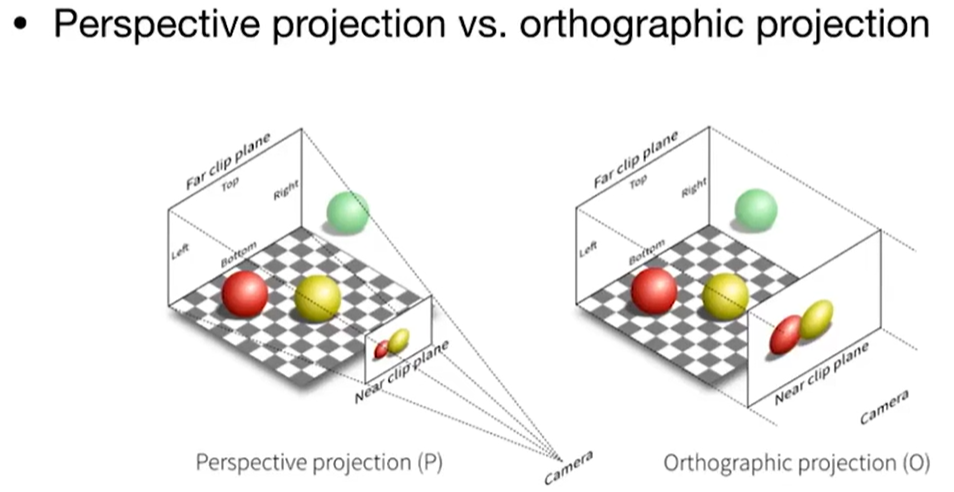 • Perspective projection vs. orthographic projection
Far clip plane
Top
Right
Left
Bottom
Near clip plane
Camera
Perspective projection (P)
Far clip plane
Top
Right
Left
Bottom
Near clip plane
Camera
Orthographic projection (O)